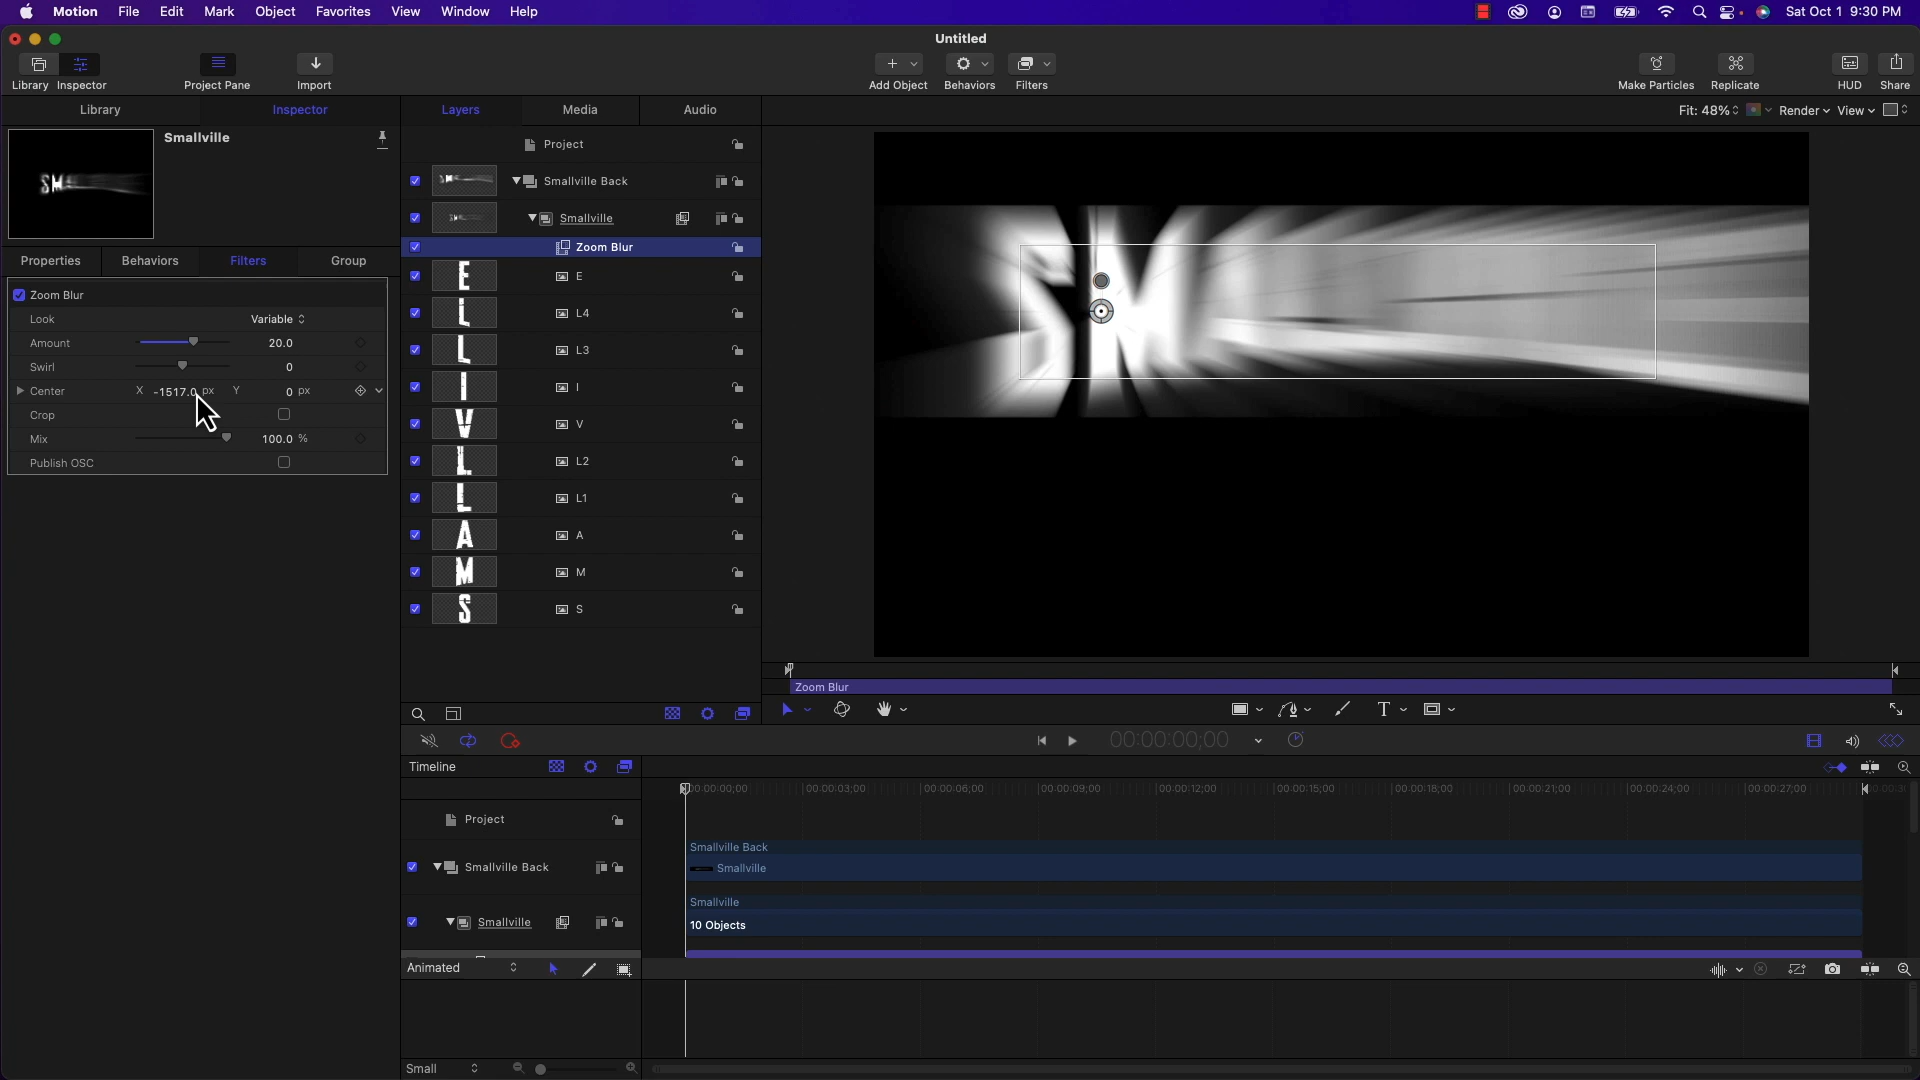 Motion File Edit Mark Object Favorites View Window Help Sat Oct 1 9:30 PM
Untitled
Library Inspector Project Pane Import Add Object Behaviors Filters Make Particles Replicate HUD Share
Library Inspector Layers Media Audio Fit: 48% Render View
Smallville
Project
Smallville Back
Smallville
Zoom Blur
E
L4
L3
I
V
L2
L1
A
M
S
Properties Behaviors Filters Group
Zoom Blur
Look Variable
Amount 20.0
Swirl 0
Center X -1517.0 px Y 0 px
Crop
Mix 100.0 %
Publish OSC
Zoom Blur
00:00:00;00
Timeline
00:00:00;00 00:00:03;00 00:00:06;00 00:00:09;00 00:00:12;00 00:00:15;00 00:00:18;00 00:00:21;00 00:00:24;00 00:00:27;00
Project
Smallville Back
Smallville Back
Smallville
Smallville
Smallville
10 Objects
Animated
Small